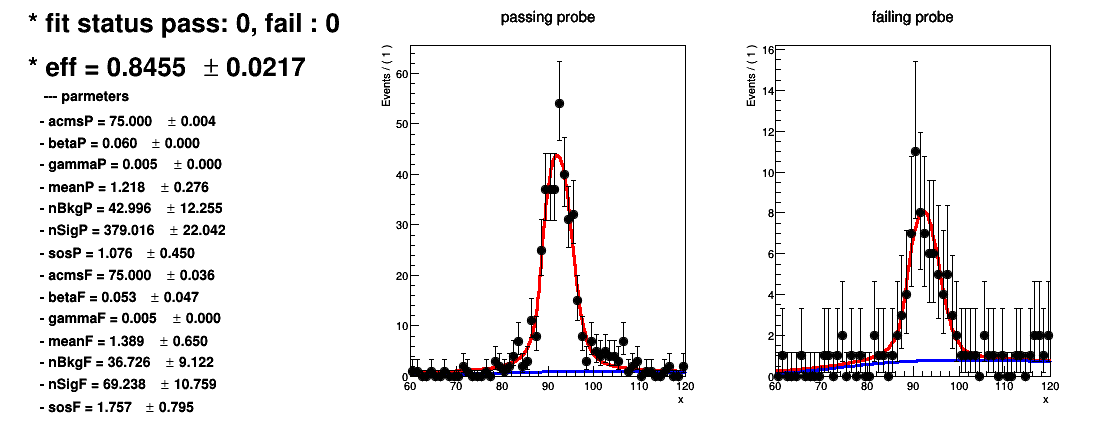 * fit status pass: 0, fail : 0
* eff = 0.8455 ± 0.0217
--- parmeters
- acmsP = 75.000 ± 0.004
- betaP = 0.060 ± 0.000
- gammaP = 0.005 ± 0.000
- meanP = 1.218 ± 0.276
- nBkgP = 42.996 ± 12.255
- nSigP = 379.016 ± 22.042
- sosP = 1.076 ± 0.450
- acmsF = 75.000 ± 0.036
- betaF = 0.053 ± 0.047
- gammaF = 0.005 ± 0.000
- meanF = 1.389 ± 0.650
- nBkgF = 36.726 ± 9.122
- nSigF = 69.238 ± 10.759
- sosF = 1.757 ± 0.795
passing probe
Events / ( 1 )
60
50
40
30
20
10
0
60 70 80 90 100 110 120
x
failing probe
Events / ( 1 )
16
14
12
10
8
6
4
2
0
60 70 80 90 100 110 120
x